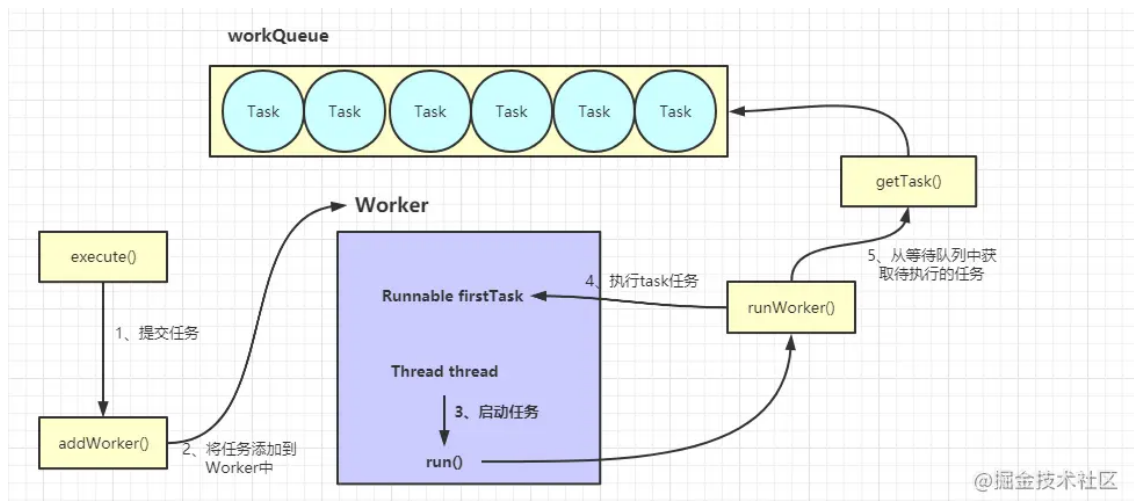 workQueue
Task Task Task Task Task Task
getTask()
Worker
execute()
5、从等待队列中获
取待执行的任务
4、执行task任务
Runnable firstTask
runWorker()
1、提交任务
Thread thread
3、启动任务
addWorker()
2、将任务添加到
Worker中
run()
@掘金技术社区